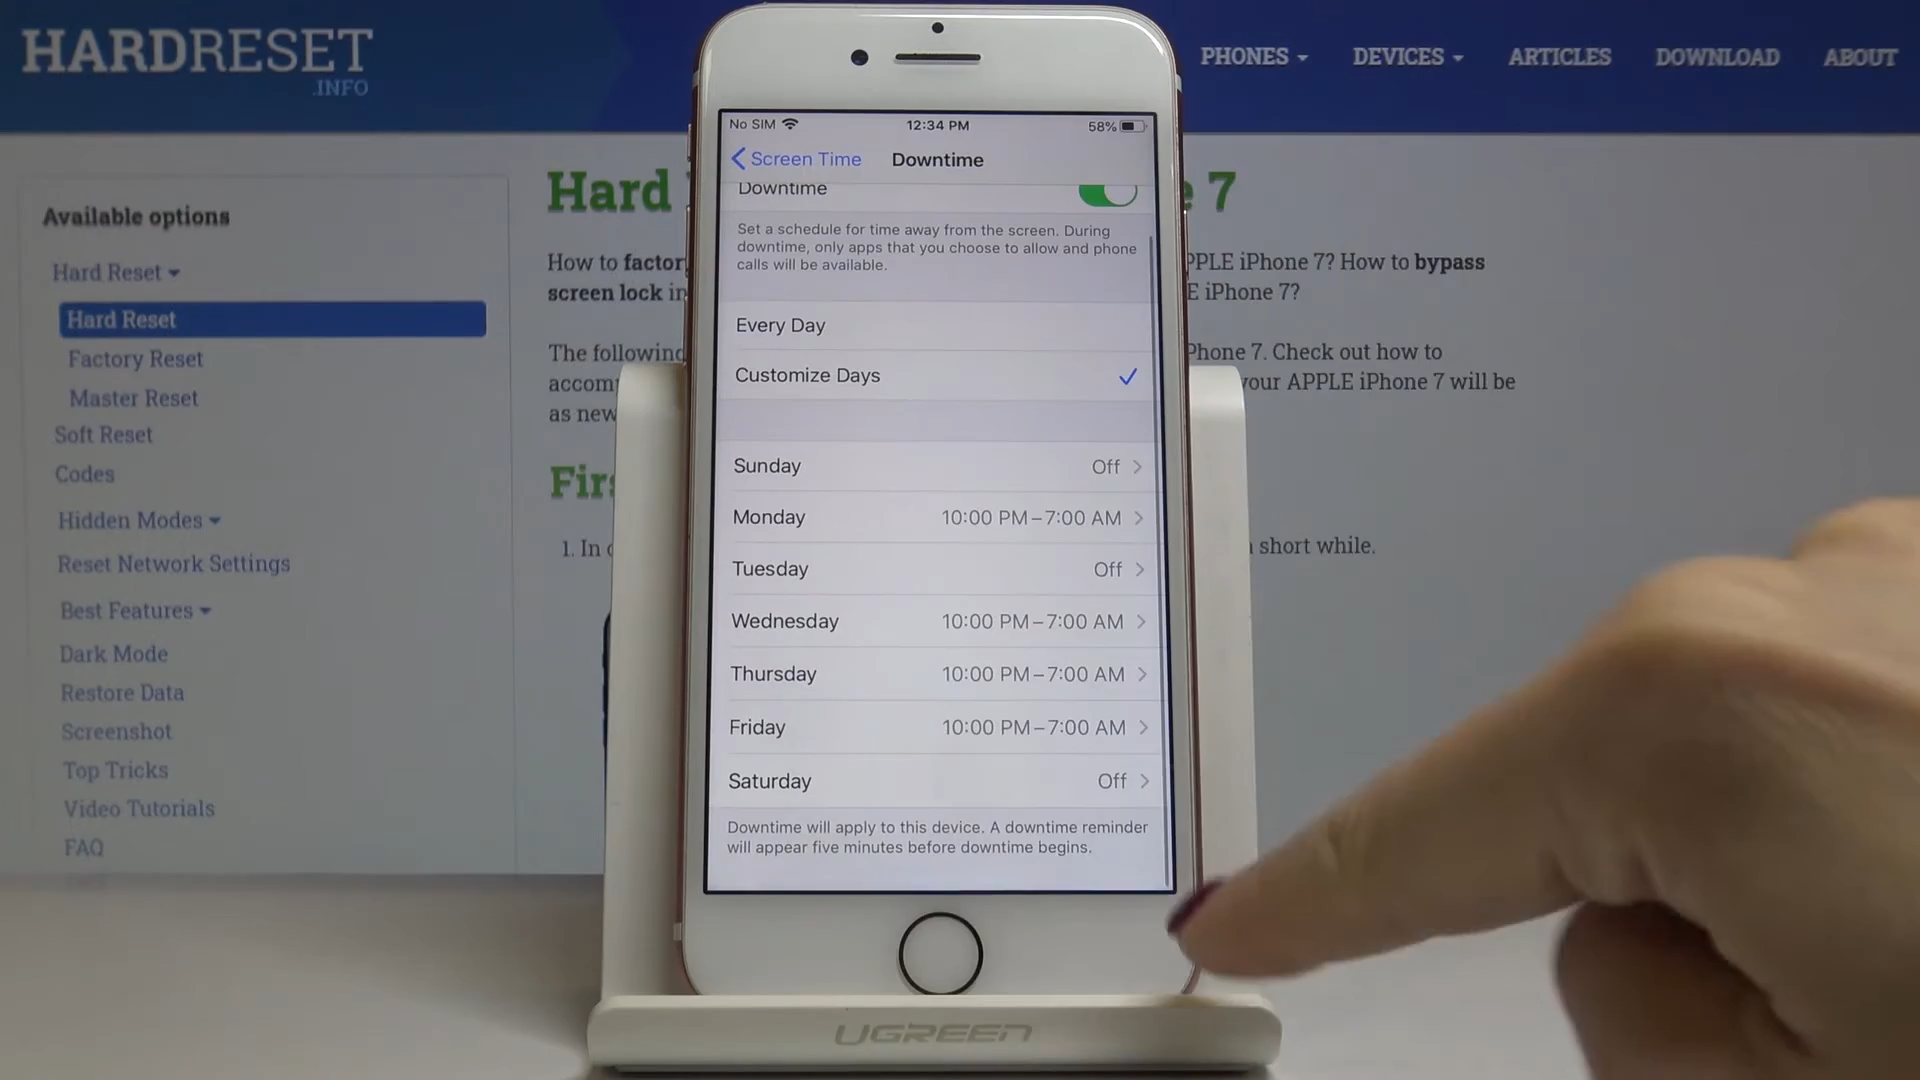 HARDRESET
.INFO
PHONES
DEVICES
ARTICLES
DOWNLOAD
ABOUT
Available options
Hard Reset
Hard Reset
Factory Reset
Master Reset
Soft Reset
Codes
Hidden Modes
Reset Network Settings
Best Features
Dark Mode
Restore Data
Screenshot
Top Tricks
Video Tutorials
FAQ
Hard
7
How to
iPhone 7? How to bypass
screen lock
iPhone 7?
The following
Phone 7. Check out how to
your APPLE iPhone 7 will be
as new
1. In
short while.
No SIM
12:34 PM
58%
Screen Time
Downtime
Downtime
Set a schedule for time away from the screen. During
downtime, only apps that you choose to allow and phone
calls will be available.
Every Day
Customize Days
Sunday Off
Monday 10:00 PM – 7:00 AM
Tuesday Off
Wednesday 10:00 PM – 7:00 AM
Thursday 10:00 PM – 7:00 AM
Friday 10:00 PM – 7:00 AM
Saturday Off
Downtime will apply to this device. A downtime reminder
will appear five minutes before downtime begins.
UGREEN